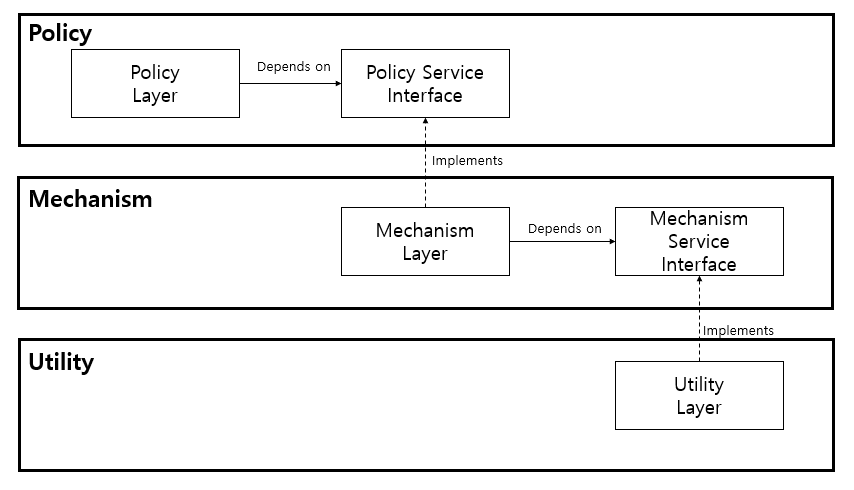 Policy
Policy
Layer
Depends on
Policy Service
Interface
Implements
Mechanism
Mechanism
Layer
Depends on
Mechanism
Service
Interface
Implements
Utility
Utility
Layer